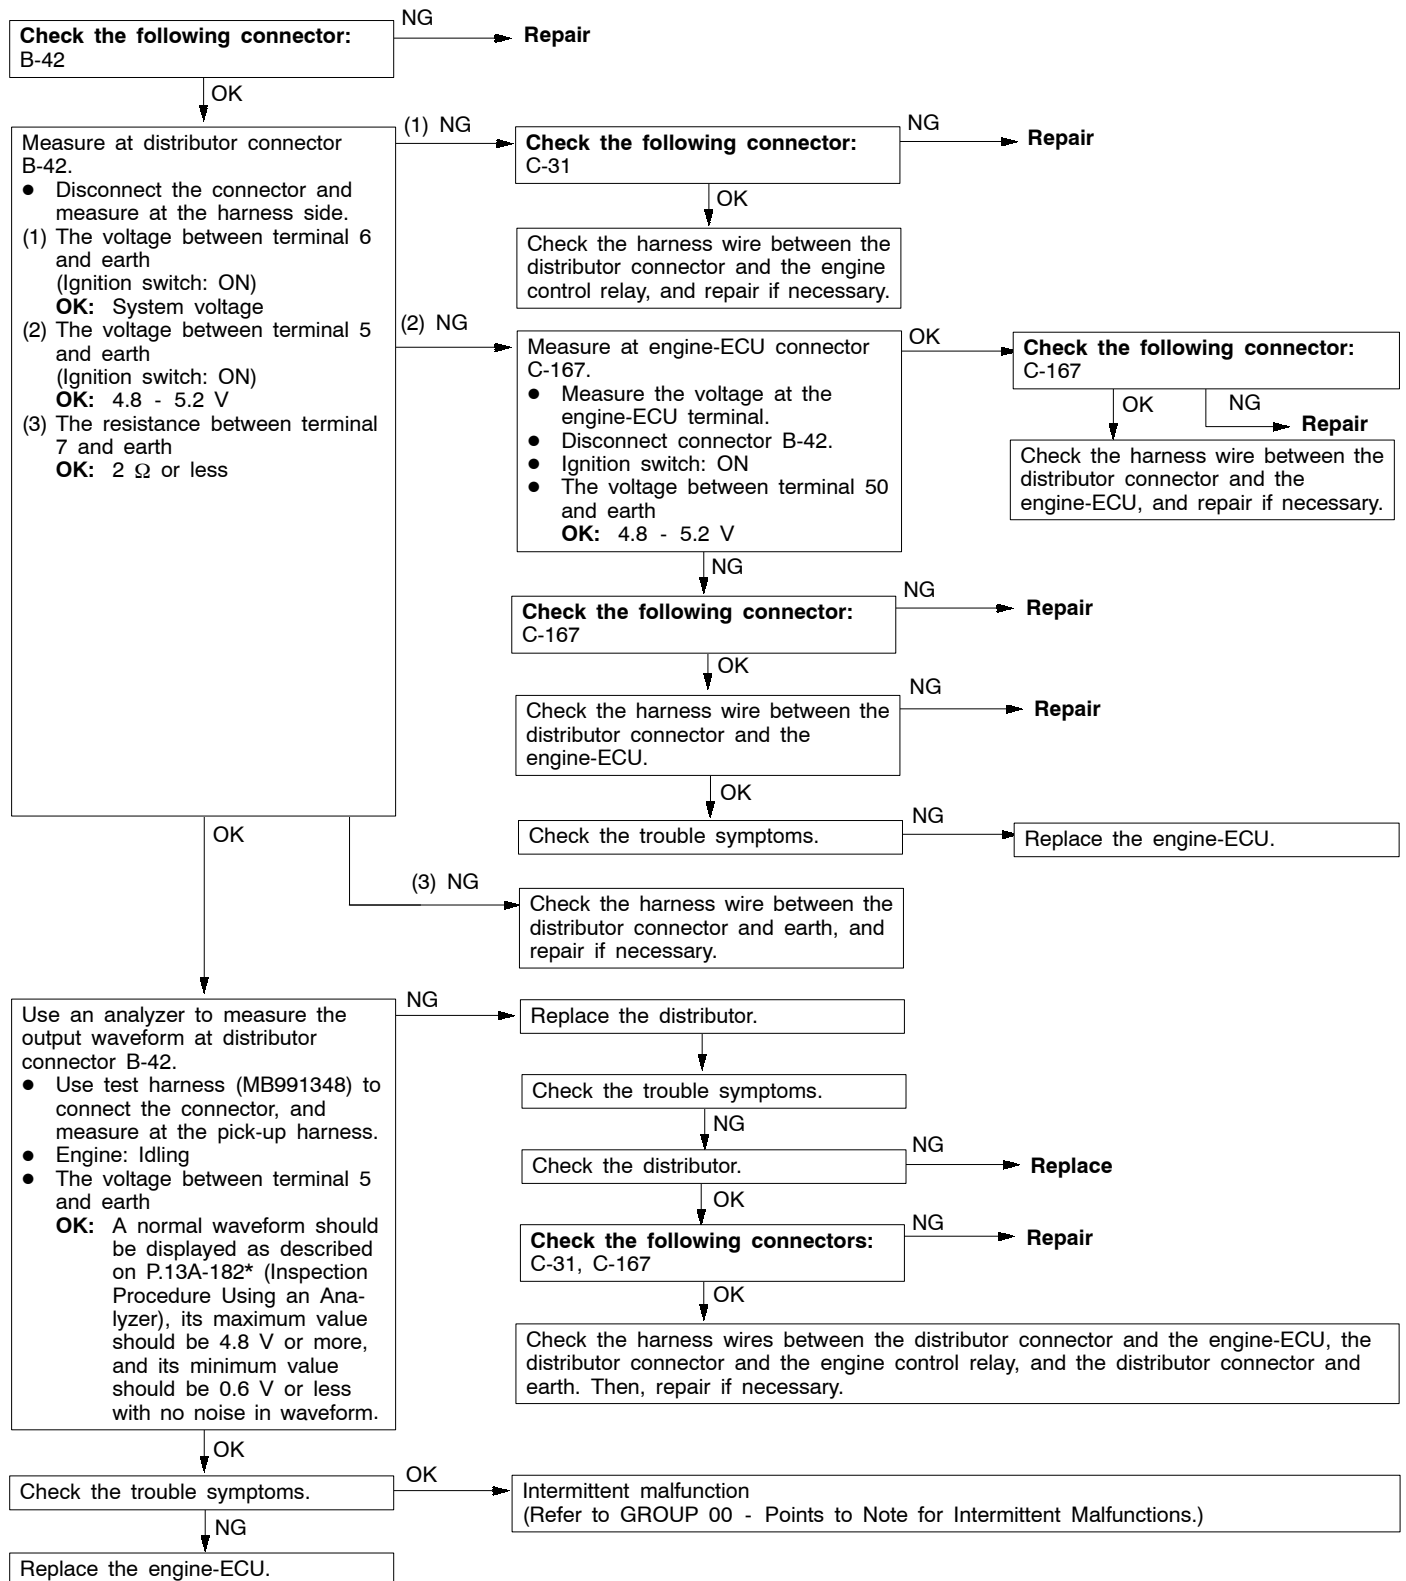 Check the following connector:
B-42
NG
Repair
OK
Measure at distributor connector
B-42.
● Disconnect the connector and
measure at the harness side.
(1) The voltage between terminal 6
and earth
(Ignition switch: ON)
OK: System voltage
(2) The voltage between terminal 5
and earth
(Ignition switch: ON)
OK: 4.8 - 5.2 V
(3) The resistance between terminal
7 and earth
OK: 2 Ω or less
(1) NG
Check the following connector:
C-31
NG
Repair
OK
Check the harness wire between the
distributor connector and the engine
control relay, and repair if necessary.
(2) NG
Measure at engine-ECU connector
C-167.
● Measure the voltage at the
engine-ECU terminal.
● Disconnect connector B-42.
● Ignition switch: ON
● The voltage between terminal 50
and earth
OK: 4.8 - 5.2 V
OK
Check the following connector:
C-167
OK
NG
Repair
Check the harness wire between the
distributor connector and the
engine-ECU, and repair if necessary.
NG
Check the following connector:
C-167
NG
Repair
OK
Check the harness wire between the
distributor connector and the
engine-ECU.
NG
Repair
OK
Check the trouble symptoms.
NG
Replace the engine-ECU.
OK
(3) NG
Check the harness wire between the
distributor connector and earth, and
repair if necessary.
Use an analyzer to measure the
output waveform at distributor
connector B-42.
● Use test harness (MB991348) to
connect the connector, and
measure at the pick-up harness.
● Engine: Idling
● The voltage between terminal 5
and earth
OK: A normal waveform should
be displayed as described
on P.13A-182* (Inspection
Procedure Using an Ana-
lyzer), its maximum value
should be 4.8 V or more,
and its minimum value
should be 0.6 V or less
with no noise in waveform.
NG
Replace the distributor.
Check the trouble symptoms.
NG
Check the distributor.
NG
Replace
OK
Check the following connectors:
C-31, C-167
NG
Repair
OK
Check the harness wires between the distributor connector and the engine-ECU, the
distributor connector and the engine control relay, and the distributor connector and
earth. Then, repair if necessary.
OK
Check the trouble symptoms.
OK
Intermittent malfunction
(Refer to GROUP 00 - Points to Note for Intermittent Malfunctions.)
NG
Replace the engine-ECU.